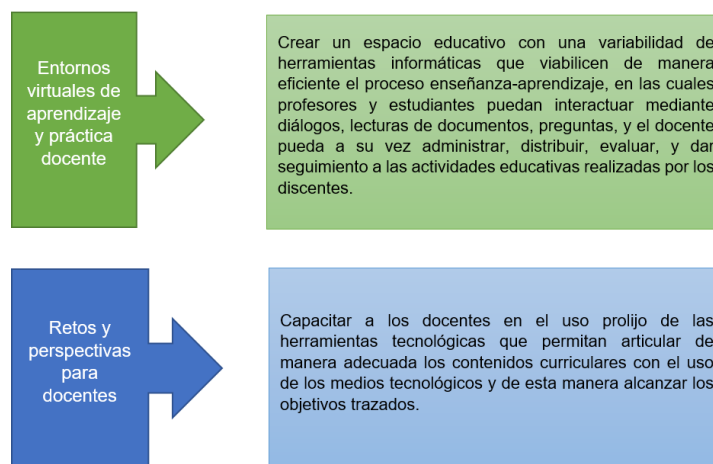 Entornos
virtuales de
aprendizaje
y práctica
docente
Crear un espacio educativo con una variabilidad de
herramientas informáticas que viabilicen de manera
eficiente el proceso enseñanza-aprendizaje, en las cuales
profesores y estudiantes puedan interactuar mediante
diálogos, lecturas de documentos, preguntas, y el docente
pueda a su vez administrar, distribuir, evaluar, y dar
seguimiento a las actividades educativas realizadas por los
discentes.
Retos y
perspectivas
para
docentes
Capacitar a los docentes en el uso prolijo de las
herramientas tecnológicas que permitan articular de
manera adecuada los contenidos curriculares con el uso
de los medios tecnológicos y de esta manera alcanzar los
objetivos trazados.